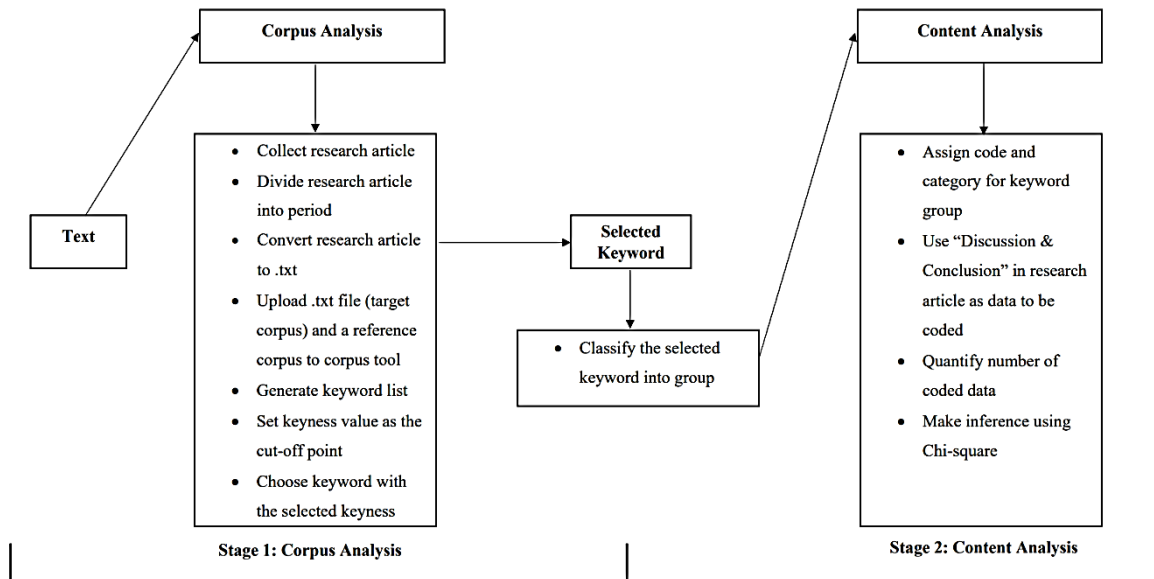 Text
Corpus Analysis
• Collect research article
• Divide research article
into period
• Convert research article
to .txt
• Upload .txt file (target
corpus) and a reference
corpus to corpus tool
• Generate keyword list
• Set keyness value as the
cut-off point
• Choose keyword with
the selected keyness
Stage 1: Corpus Analysis
Selected
Keyword
• Classify the selected
keyword into group
Content Analysis
• Assign code and
category for keyword
group
• Use “Discussion &
Conclusion” in research
article as data to be
coded
• Quantify number of
coded data
• Make inference using
Chi-square
Stage 2: Content Analysis